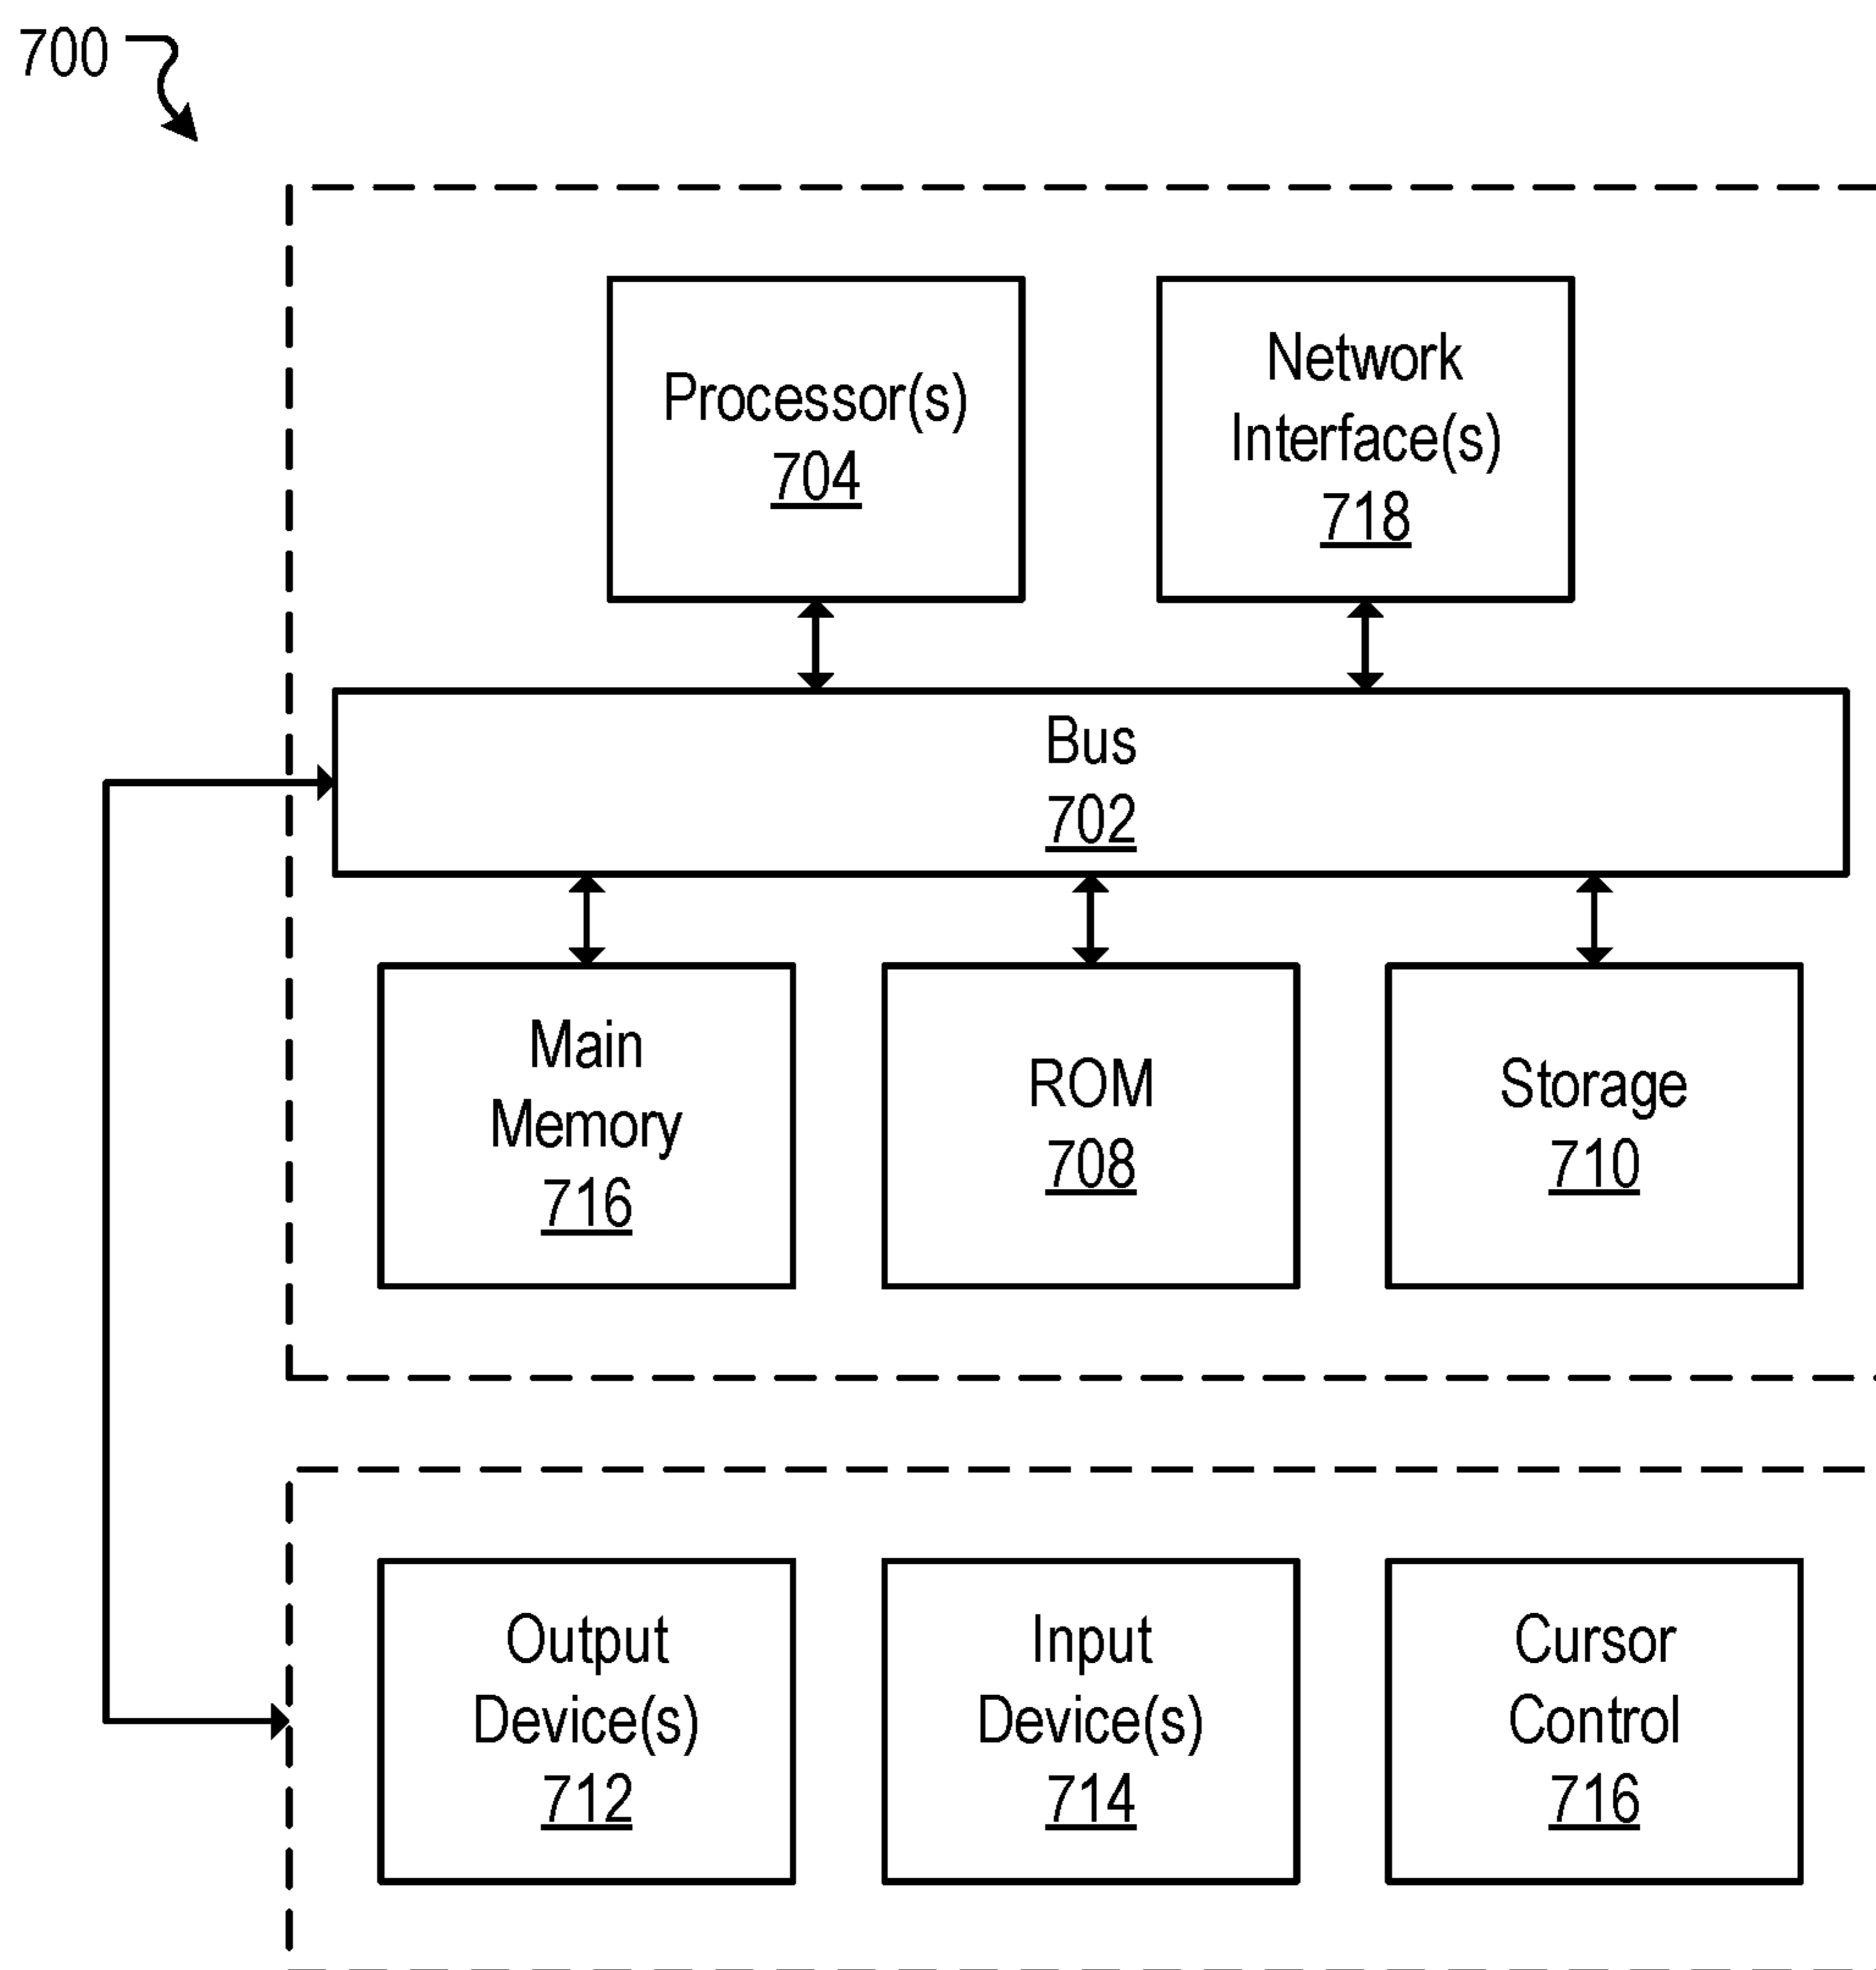 700
Processor(s)
704
Network
Interface(s)
718
Bus
702
Main
Memory
716
ROM
708
Storage
710
Output
Device(s)
712
Input
Device(s)
714
Cursor
Control
716